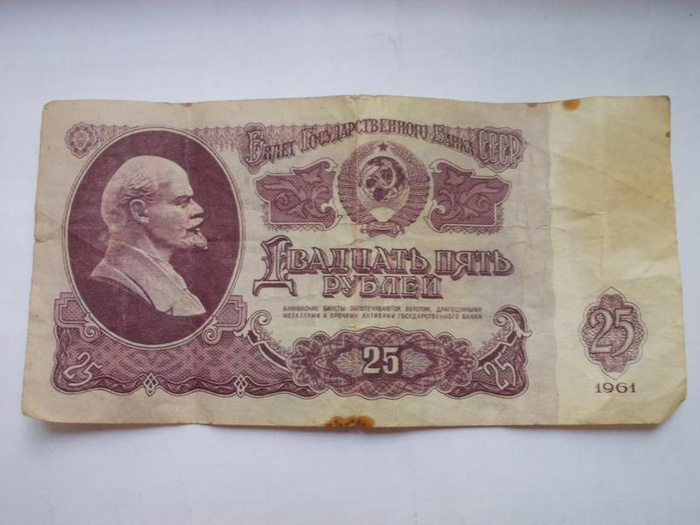 Билет Государственного Банка СССР
Двадцать пять
рублей
БАНКОВСКИЕ БИЛЕТЫ ОБЕСПЕЧИВАЮТСЯ ЗОЛОТОМ, ДРАГОЦЕННЫМИ
МЕТАЛЛАМИ И ПРОЧИМИ АКТИВАМИ ГОСУДАРСТВЕННОГО БАНКА
25
25
25
25
1961